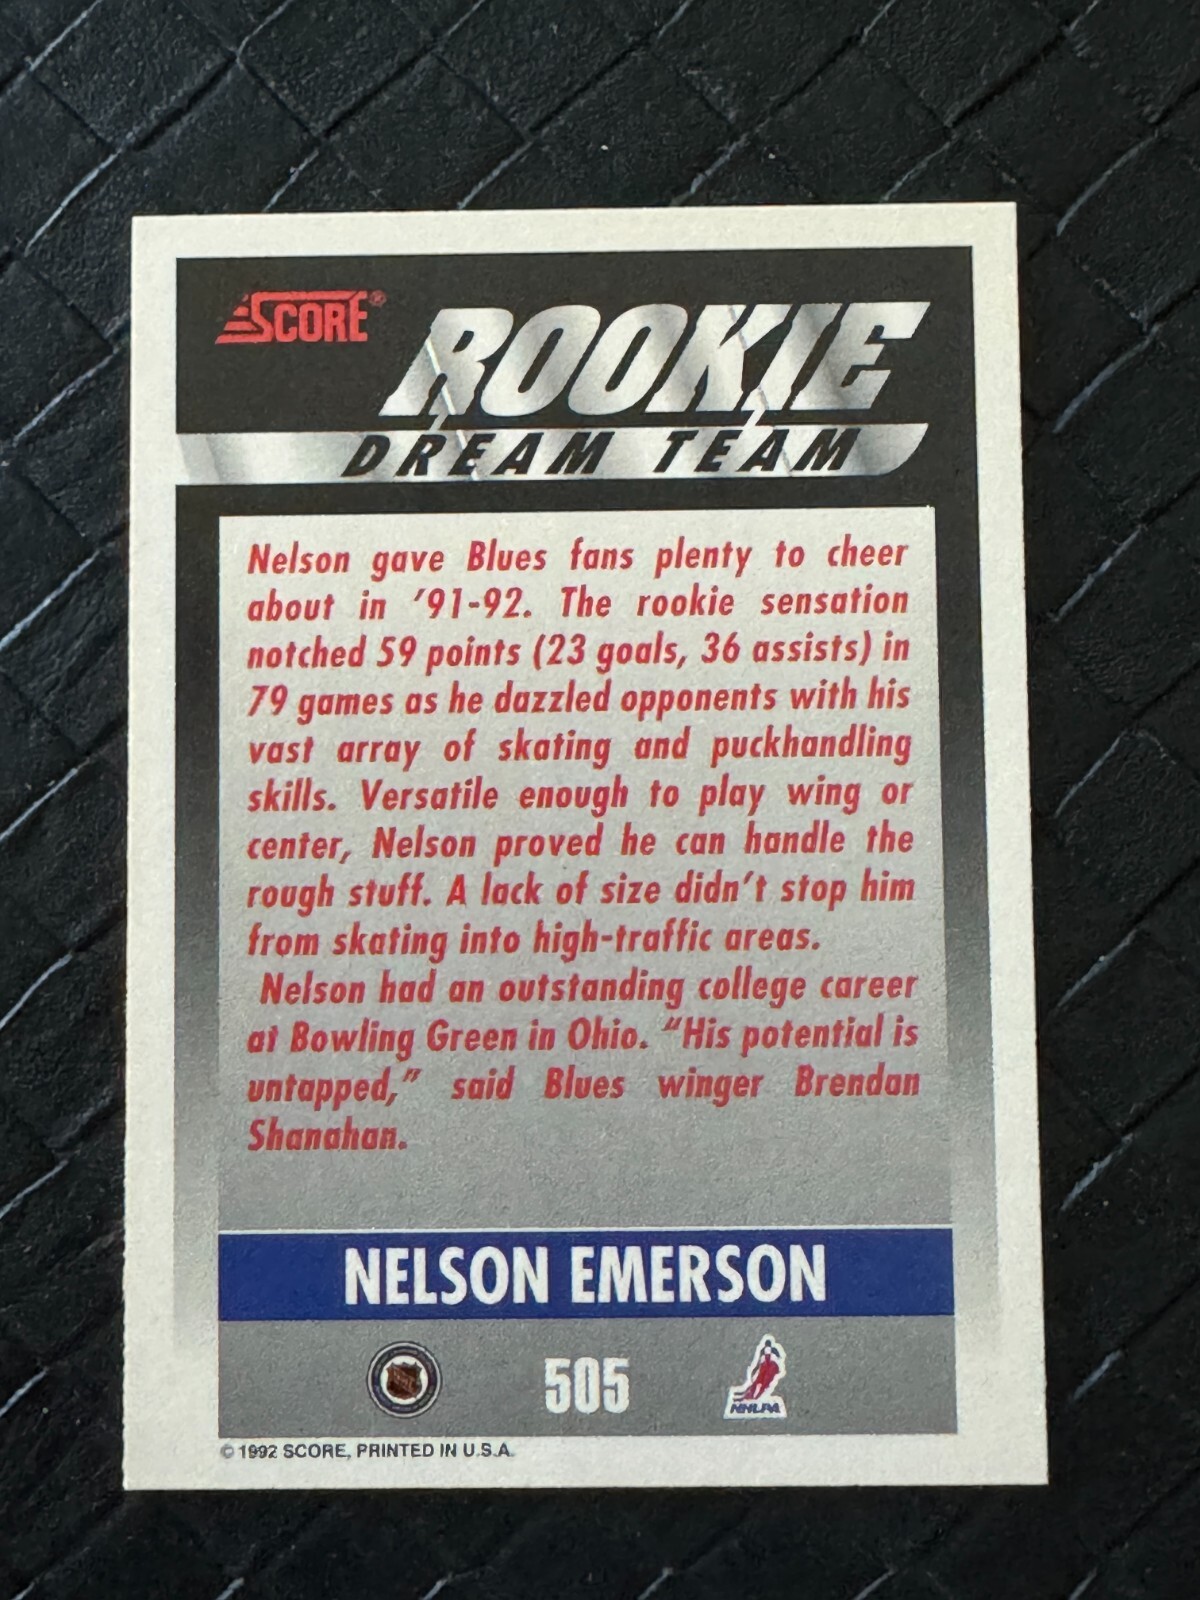 SCORE®
ROOKIE
DREAM TEAM
Nelson gave Blues fans plenty to cheer
about in '91-92. The rookie sensation
notched 59 points (23 goals, 36 assists) in
79 games as he dazzled opponents with his
vast array of skating and puckhandling
skills. Versatile enough to play wing or
center, Nelson proved he can handle the
rough stuff. A lack of size didn't stop him
from skating into high-traffic areas.
Nelson had an outstanding college career
at Bowling Green in Ohio. "His potential is
untapped," said Blues winger Brendan
Shanahan.
NELSON EMERSON
505
NHLPA
© 1992 SCORE, PRINTED IN U.S.A.